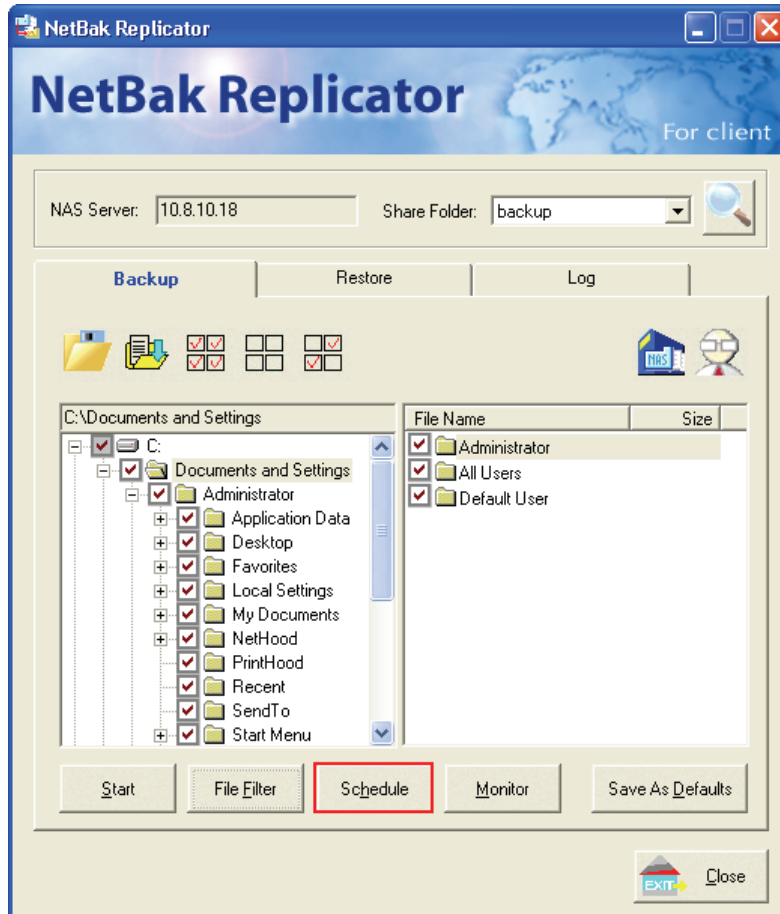 NetBak Replicator
NetBak Replicator
For client
NAS Server: 10.8.10.18 Share Folder: backup
Backup Restore Log
NAS
C:\Documents and Settings
File Name Size
C:
Documents and Settings
Administrator
Application Data
Desktop
Favorites
Local Settings
My Documents
NetHood
PrintHood
Recent
SendTo
Start Menu
Administrator
All Users
Default User
Start File Filter Schedule Monitor Save As Defaults
EXIT Close